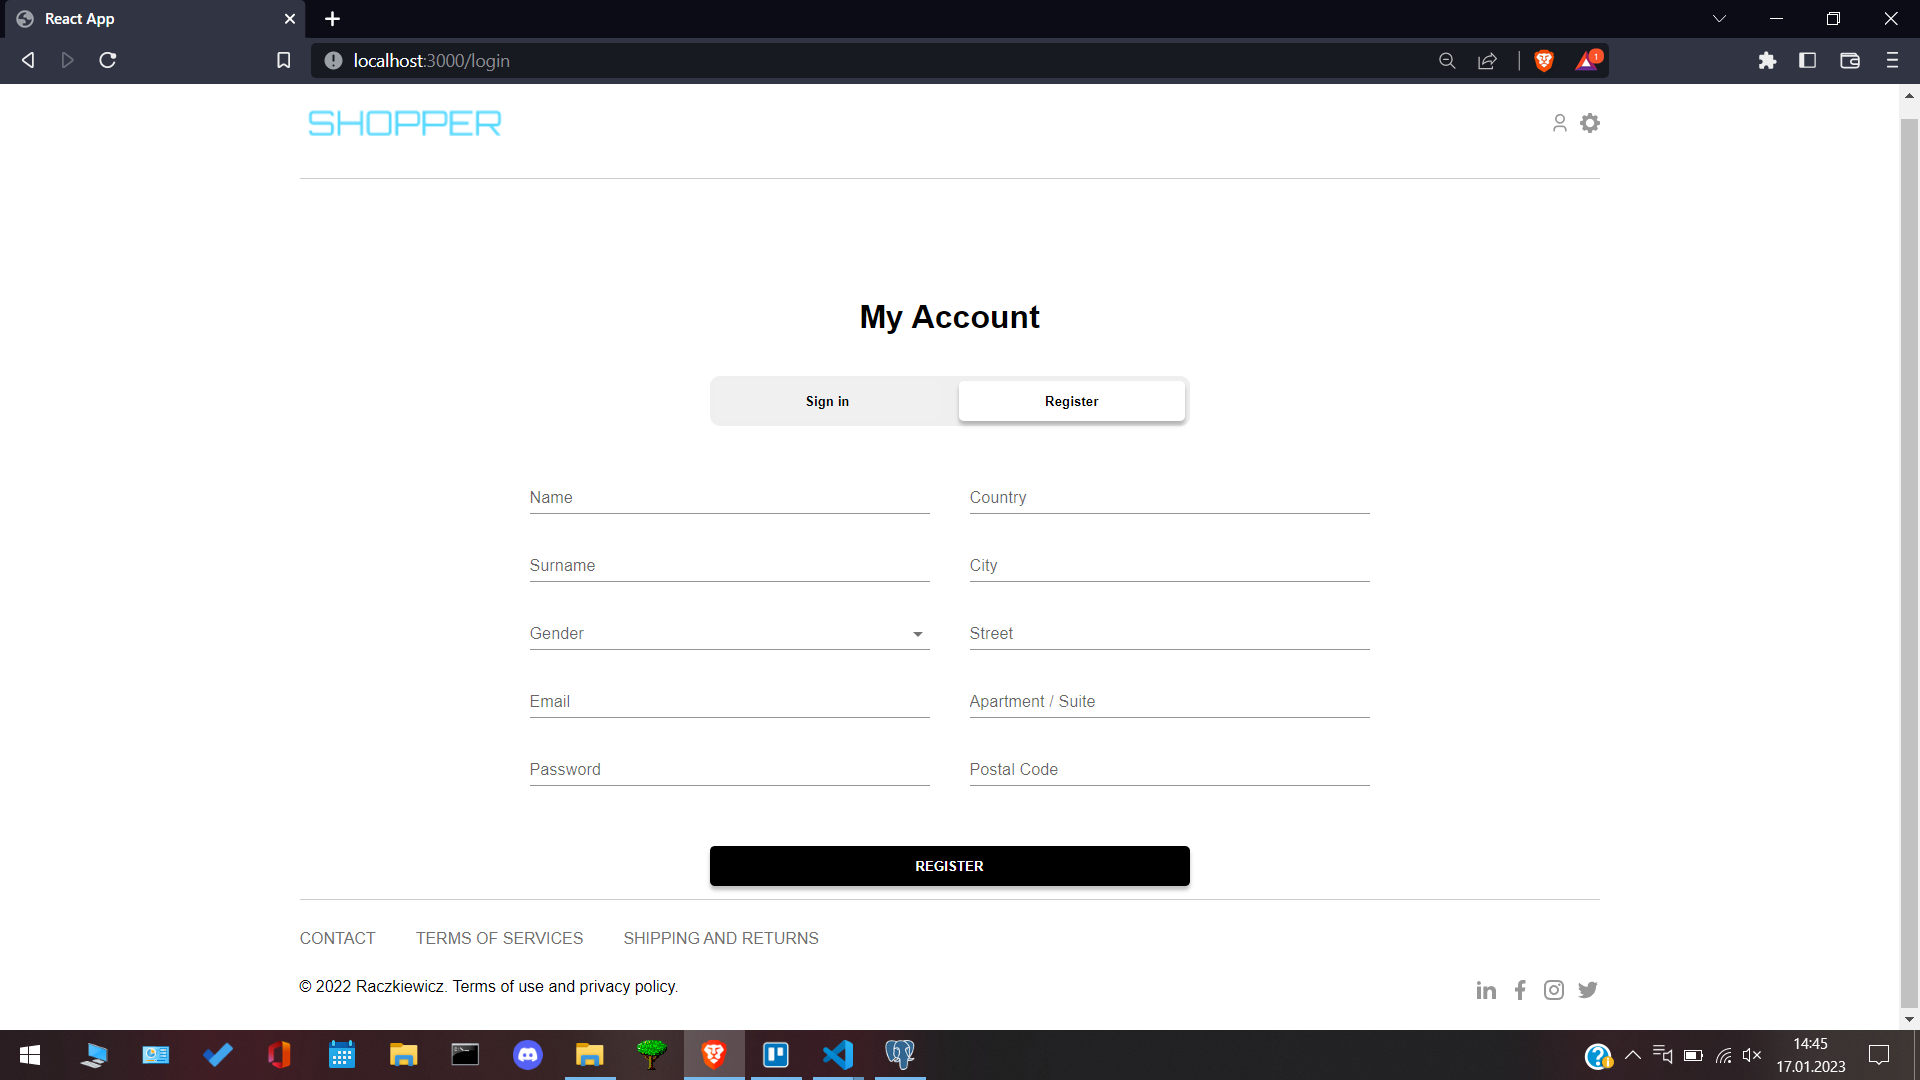 React App
localhost:3000/login
1
SHOPPER
My Account
Sign in
Register
Name
Country
Surname
City
Gender
Street
Email
Apartment / Suite
Password
Postal Code
REGISTER
CONTACT
TERMS OF SERVICES
SHIPPING AND RETURNS
© 2022 Raczkiewicz. Terms of use and privacy policy.
14:45
17.01.2023